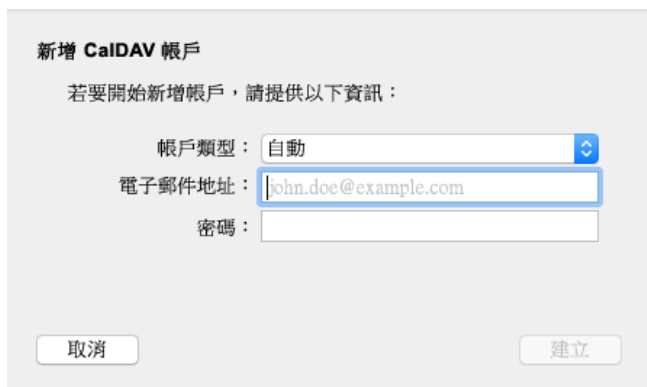 新增 CalDAV 帳戶
若要開始新增帳戶，請提供以下資訊：
帳戶類型： 自動
電子郵件地址： john.doe@example.com
密碼：
取消 建立